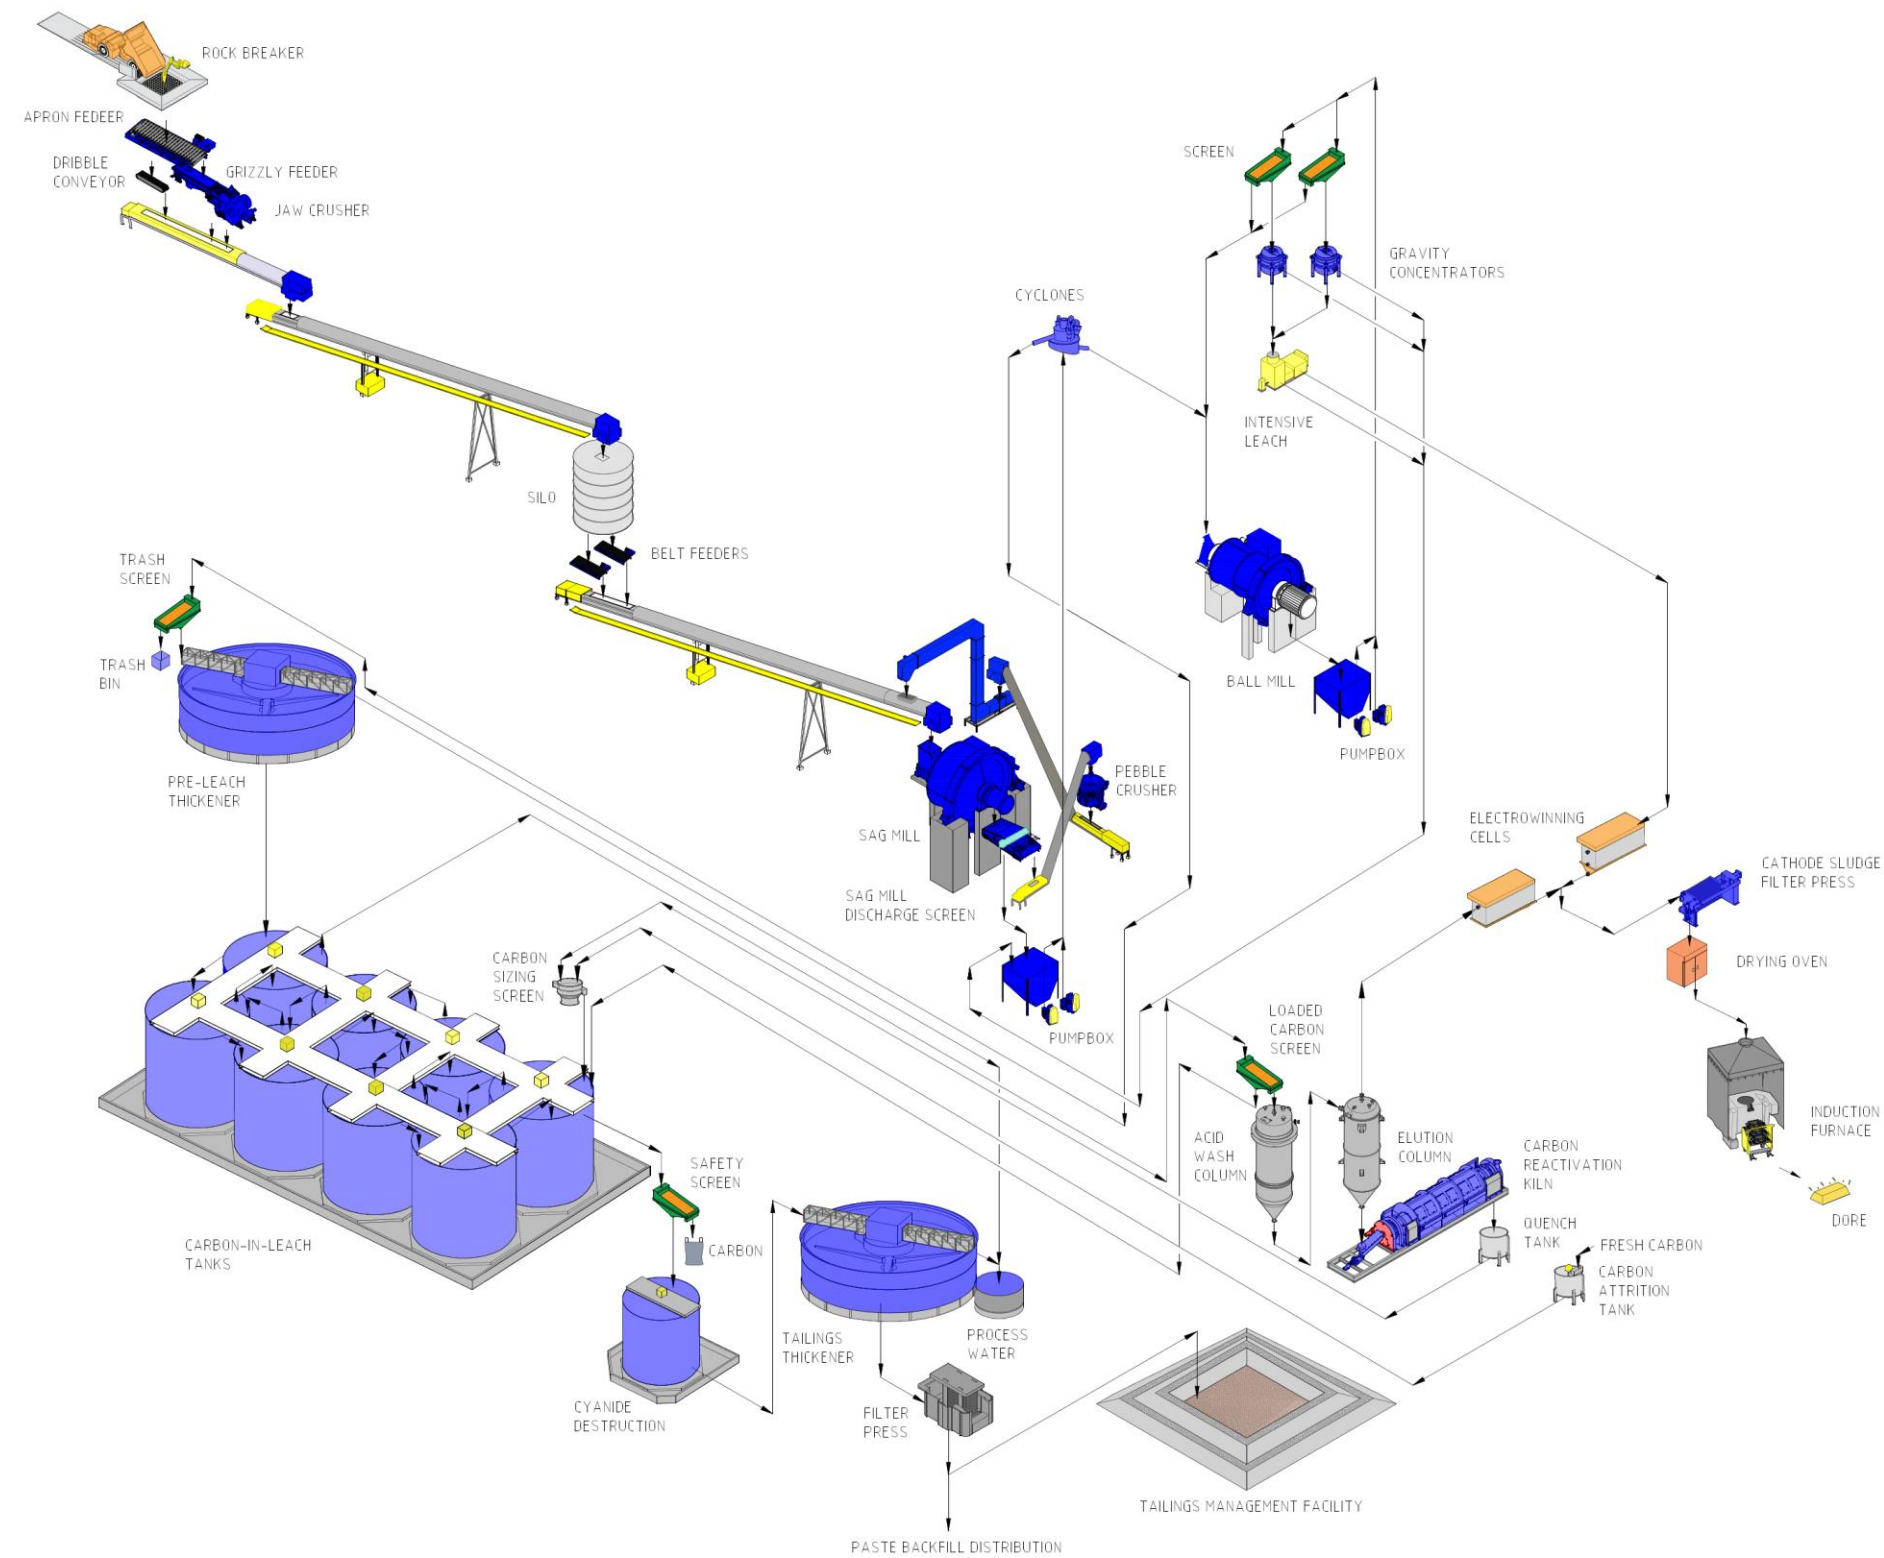 ROCK BREAKER
APRON FEDEER
DRIBBLE
CONVEYOR
GRIZZLY FEEDER
JAW CRUSHER
SCREEN
GRAVITY
CONCENTRATORS
CYCLONES
INTENSIVE
LEACH
SILO
BELT FEEDERS
TRASH
SCREEN
TRASH
BIN
BALL MILL
PUMPBOX
PRE-LEACH
THICKENER
PEBBLE
CRUSHER
SAG MILL
SAG MILL
DISCHARGE SCREEN
ELECTROWINNING
CELLS
CATHODE SLUDGE
FILTER PRESS
CARBON
SIZING
SCREEN
DRYING OVEN
PUMPBOX
LOADED
CARBON
SCREEN
INDUCTION
FURNACE
ACID
WASH
COLUMN
ELUTION
COLUMN
CARBON
REACTIVATION
KILN
SAFETY
SCREEN
CARBON
DORE
QUENCH
TANK
FRESH CARBON
CARBON
ATTRITION
TANK
CARBON-IN-LEACH
TANKS
TAILINGS
THICKENER
PROCESS
WATER
CYANIDE
DESTRUCTION
FILTER
PRESS
TAILINGS MANAGEMENT FACILITY
PASTE BACKFILL DISTRIBUTION